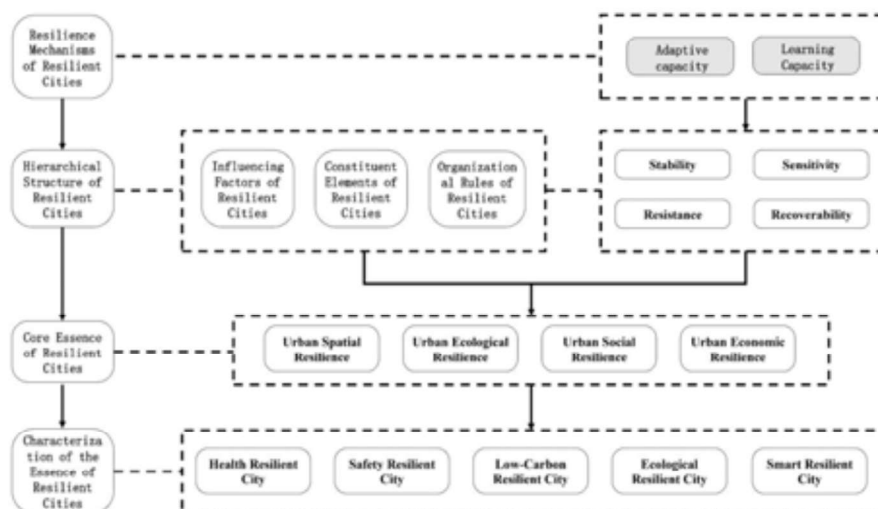 Resilience
Mechanisms
of Resilient
Cities
Adaptive
capacity
Learning
Capacity
Hierarchical
Structure of
Resilient
Cities
Influencing
Factors of
Resilient
Cities
Constituent
Elements of
Resilient
Cities
Organization
al Rules of
Resilient
Cities
Stability
Sensitivity
Resistance
Recoverability
Core Essence
of Resilient
Cities
Urban Spatial
Resilience
Urban Ecological
Resilience
Urban Social
Resilience
Urban Economic
Resilience
Characteriza
tion of the
Essence of
Resilient
Cities
Health Resilient
City
Safety Resilient
City
Low-Carbon
Resilient City
Ecological
Resilient City
Smart Resilient
City